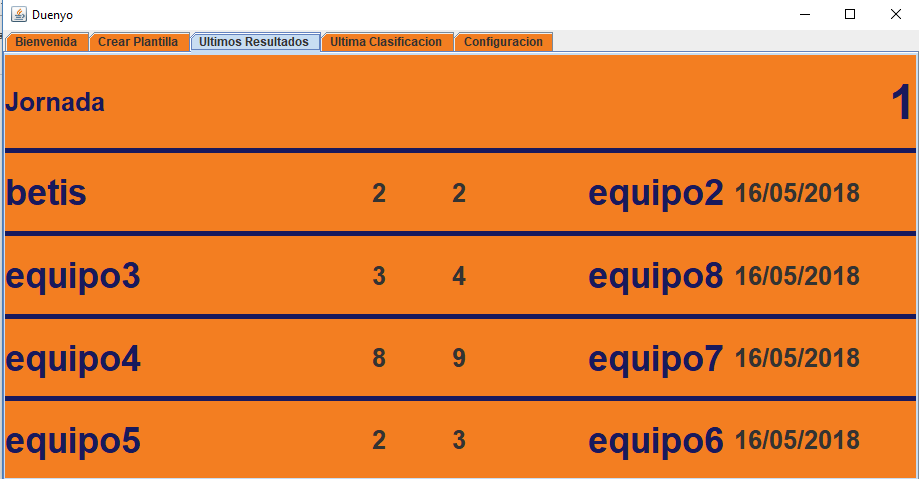 Duenyo
Bienvenida Crear Plantilla Ultimos Resultados Ultima Clasificacion Configuracion
Jornada 1
betis 2 2 equipo2 16/05/2018
equipo3 3 4 equipo8 16/05/2018
equipo4 8 9 equipo7 16/05/2018
equipo5 2 3 equipo6 16/05/2018